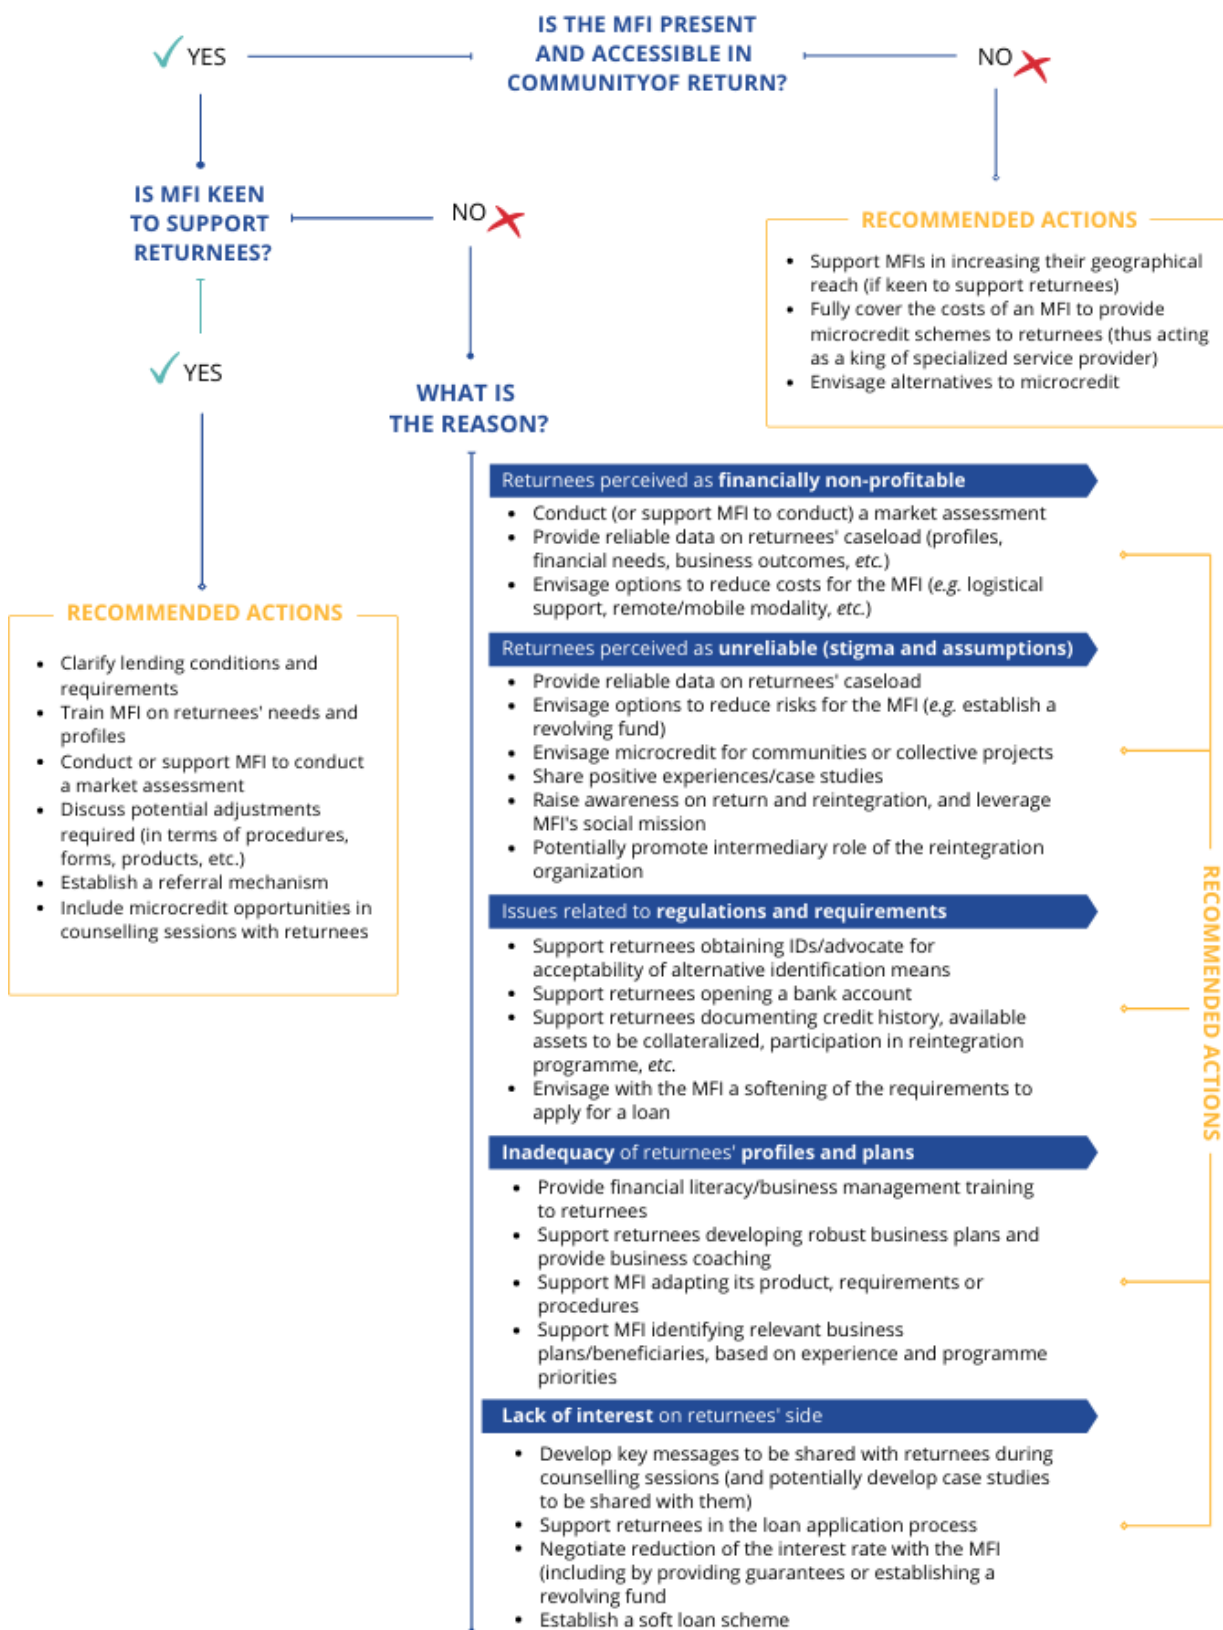 IS THE MFI PRESENT
AND ACCESSIBLE IN
COMMUNITYOF RETURN?
YES
NO
IS MFI KEEN
TO SUPPORT
RETURNEES?
NO
YES
RECOMMENDED ACTIONS
• Support MFIs in increasing their geographical
reach (if keen to support returnees)
• Fully cover the costs of an MFI to provide
microcredit schemes to returnees (thus acting
as a king of specialized service provider)
• Envisage alternatives to microcredit
WHAT IS
THE REASON?
RECOMMENDED ACTIONS
• Clarify lending conditions and
requirements
• Train MFI on returnees' needs and
profiles
• Conduct or support MFI to conduct
a market assessment
• Discuss potential adjustments
required (in terms of procedures,
forms, products, etc.)
• Establish a referral mechanism
• Include microcredit opportunities in
counselling sessions with returnees
Returnees perceived as financially non-profitable
• Conduct (or support MFI to conduct) a market assessment
• Provide reliable data on returnees' caseload (profiles,
financial needs, business outcomes, etc.)
• Envisage options to reduce costs for the MFI (e.g. logistical
support, remote/mobile modality, etc.)
Returnees perceived as unreliable (stigma and assumptions)
• Provide reliable data on returnees' caseload
• Envisage options to reduce risks for the MFI (e.g. establish a
revolving fund)
• Envisage microcredit for communities or collective projects
• Share positive experiences/case studies
• Raise awareness on return and reintegration, and leverage
MFI's social mission
• Potentially promote intermediary role of the reintegration
organization
Issues related to regulations and requirements
• Support returnees obtaining IDs/advocate for
acceptability of alternative identification means
• Support returnees opening a bank account
• Support returnees documenting credit history, available
assets to be collateralized, participation in reintegration
programme, etc.
• Envisage with the MFI a softening of the requirements to
apply for a loan
Inadequacy of returnees' profiles and plans
• Provide financial literacy/business management training
to returnees
• Support returnees developing robust business plans and
provide business coaching
• Support MFI adapting its product, requirements or
procedures
• Support MFI identifying relevant business
plans/beneficiaries, based on experience and programme
priorities
Lack of interest on returnees' side
• Develop key messages to be shared with returnees during
counselling sessions (and potentially develop case studies
to be shared with them)
• Support returnees in the loan application process
• Negotiate reduction of the interest rate with the MFI
(including by providing guarantees or establishing a
revolving fund
• Establish a soft loan scheme
RECOMMENDED ACTIONS